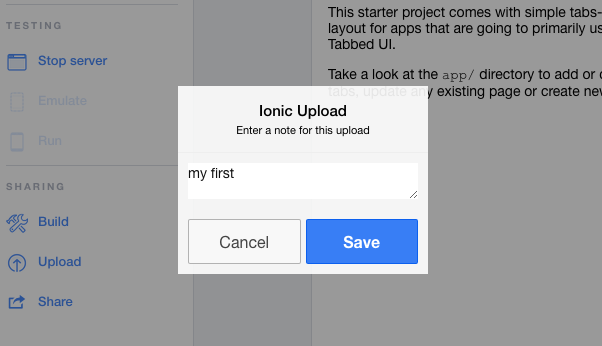 TESTING
Stop server
Emulate
Run
SHARING
Build
Upload
Share
This starter project comes with simple tabs-
layout for apps that are going to primarily us
Tabbed UI.
Take a look at the app/ directory to add or c
tabs, update any existing page or create new
Ionic Upload
Enter a note for this upload
my first
Cancel
Save